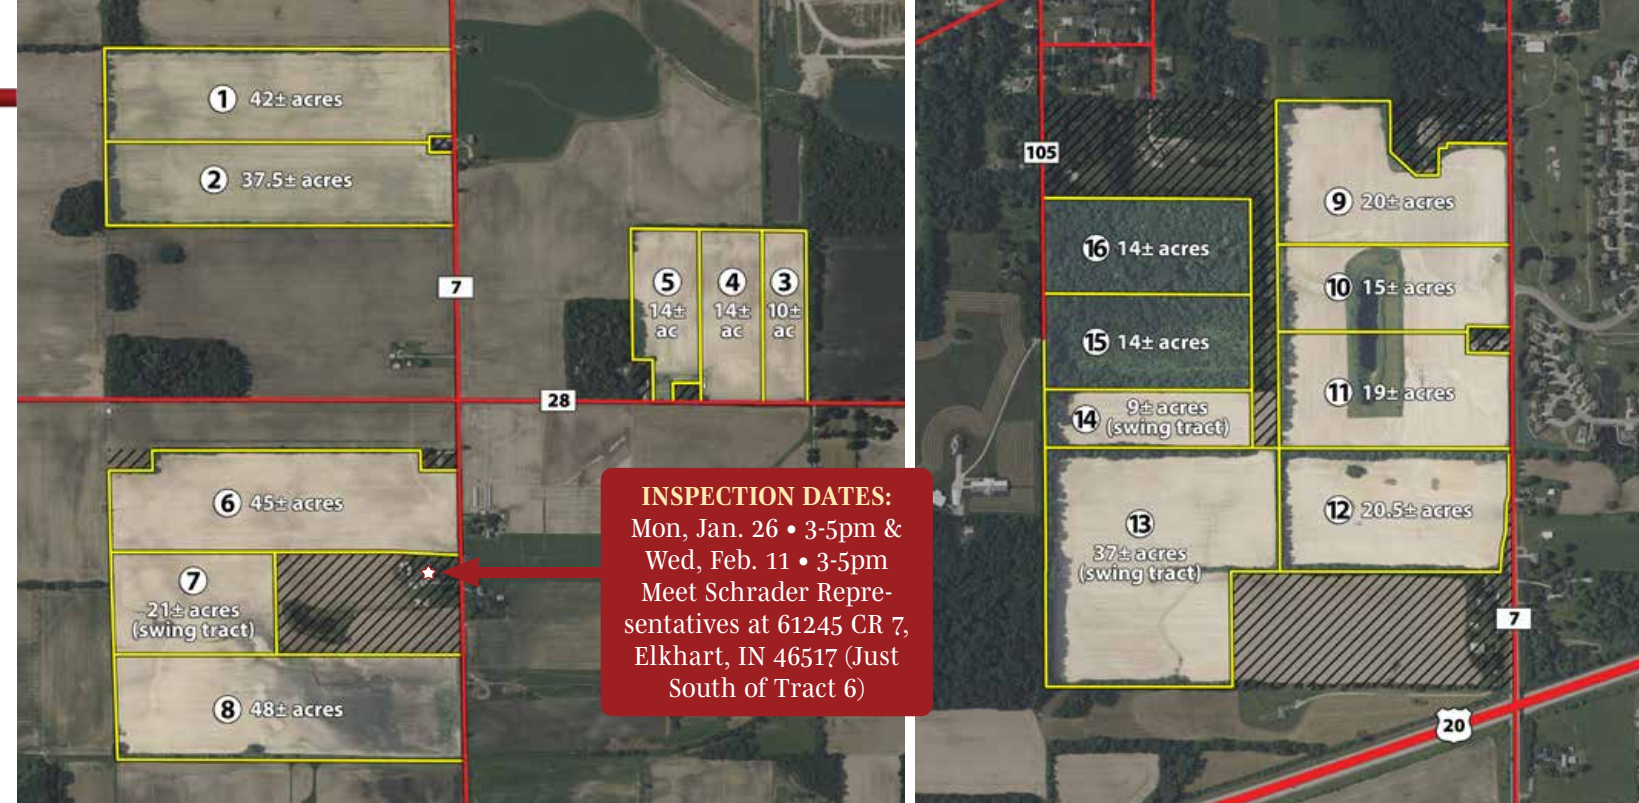 1 42± acres
2 37.5± acres
7
5
14±
ac
4
14±
ac
3
10±
ac
28
6 45± acres
7
21± acres
(swing tract)
8 48± acres
INSPECTION DATES:
Mon, Jan. 26 • 3-5pm &
Wed, Feb. 11 • 3-5pm
Meet Schrader Repre-
sentatives at 61245 CR 7,
Elkhart, IN 46517 (Just
South of Tract 6)
105
9 20± acres
16 14± acres
10 15± acres
15 14± acres
11 19± acres
14 9± acres
(swing tract)
12 20.5± acres
13
37± acres
(swing tract)
7
20